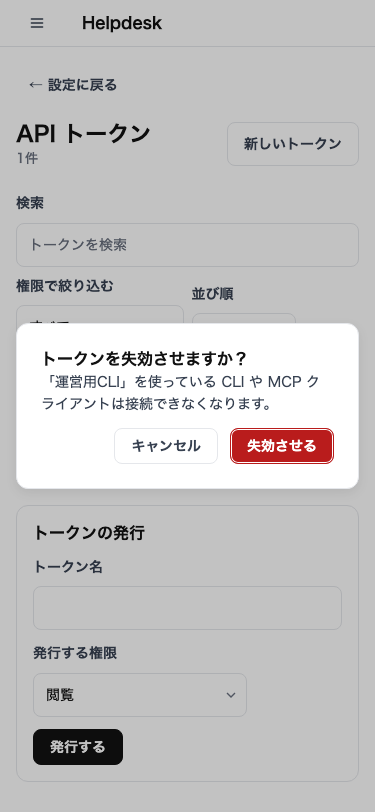 Helpdesk
← 設定に戻る
API トークン
1件
新しいトークン
検索
トークンを検索
権限で絞り込む
並び順
トークンを失効させますか？
「運営用CLI」を使っている CLI や MCP ク
ライアントは接続できなくなります。
キャンセル
失効させる
トークンの発行
トークン名
発行する権限
閲覧
発行する